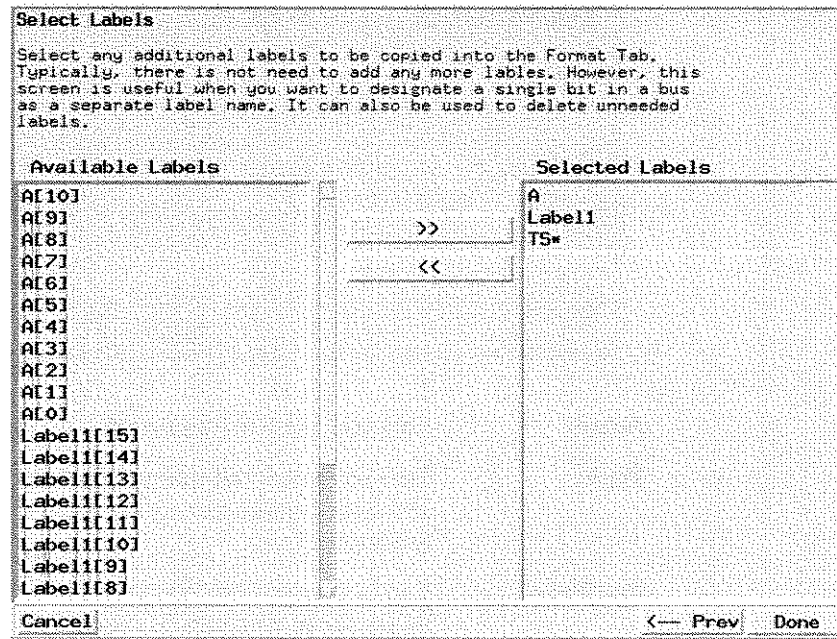 Select Labels
Select any additional labels to be copied into the Format Tab.
Typically, there is not need to add any more lables. However, this
screen is useful when you want to designate a single bit in a bus
as a separate label name. It can also be used to delete unneeded
labels.
Available Labels
A[10]
A[9]
A[8]
A[7]
A[6]
A[5]
A[4]
A[3]
A[2]
A[1]
A[0]
Label1[15]
Label1[14]
Label1[13]
Label1[12]
Label1[11]
Label1[10]
Label1[9]
Label1[8]
>>
<<
Selected Labels
A
Label1
TS*
Cancel
<-- Prev
Done